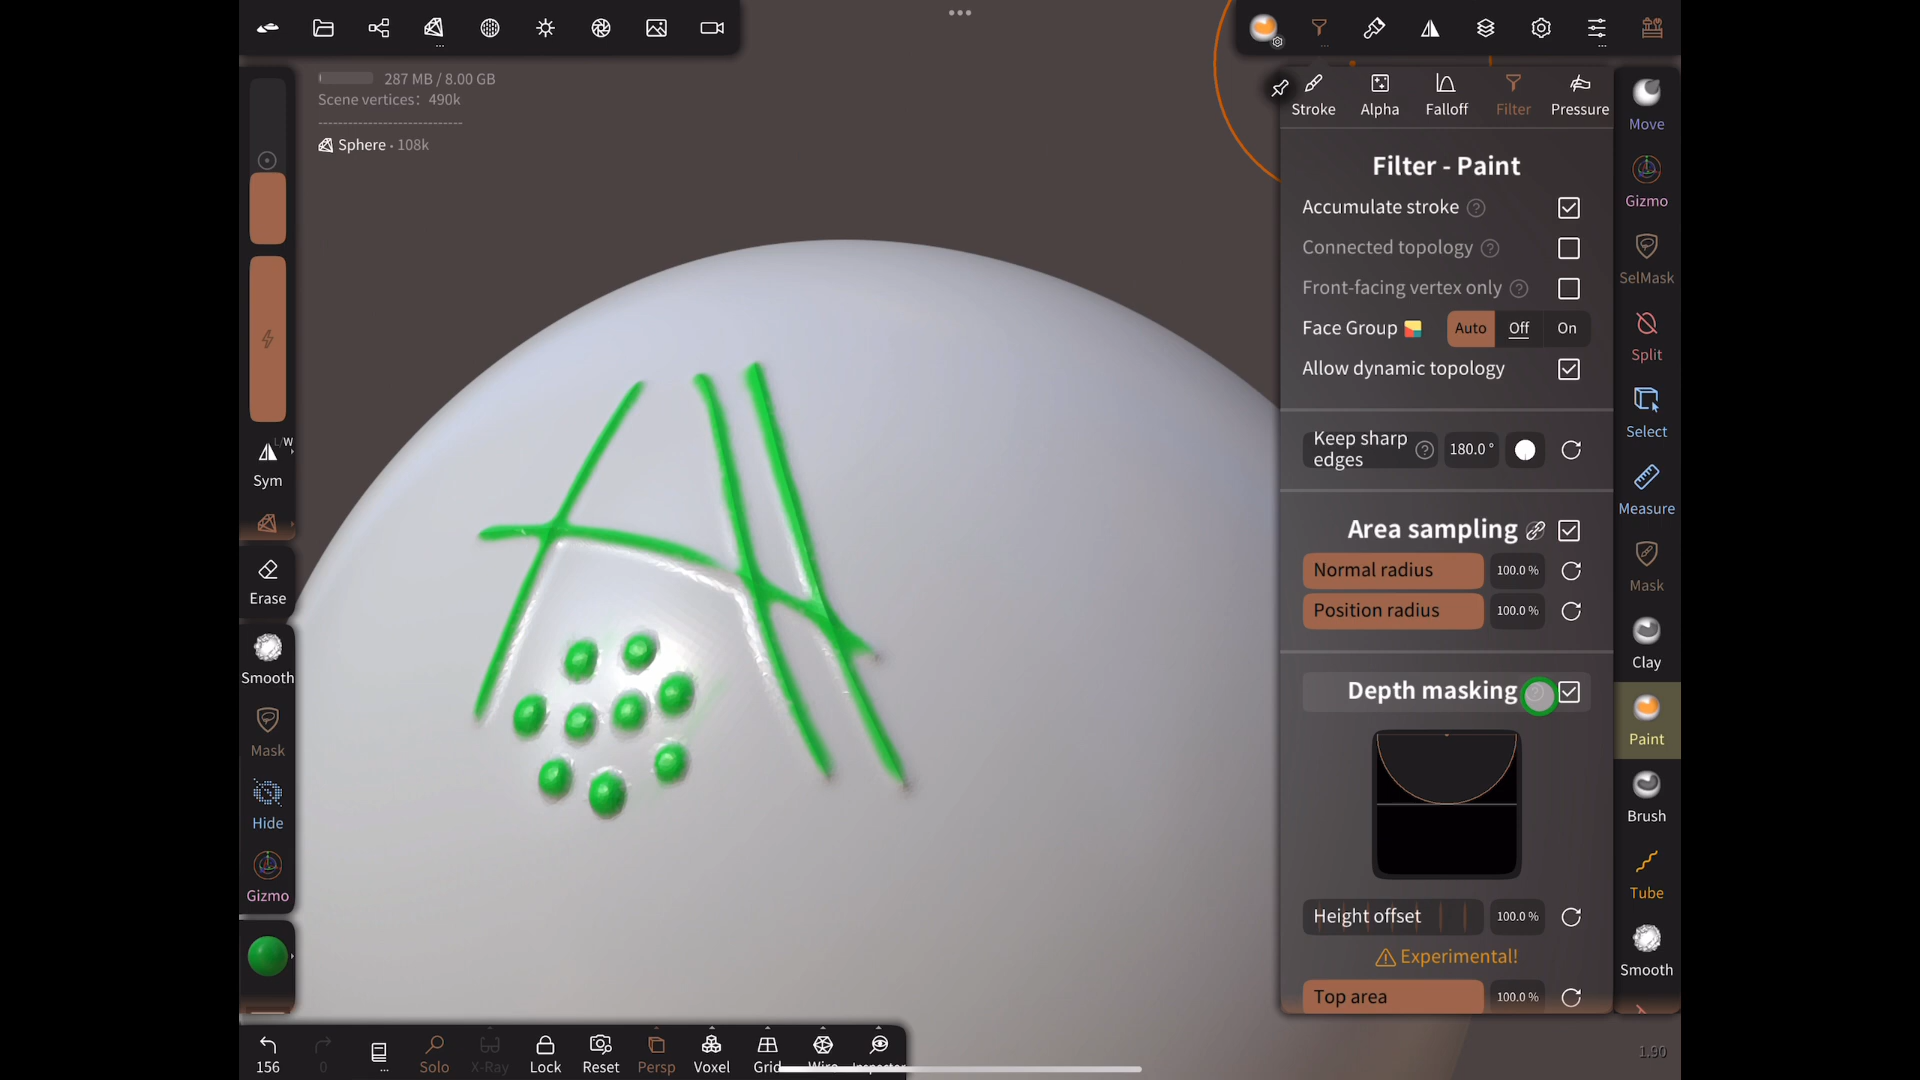 287 MB / 8.00 GB
Scene vertices: 490k
Sphere • 108k
Stroke
Alpha
Falloff
Filter
Pressure
Filter - Paint
Accumulate stroke ?
Connected topology ?
Front-facing vertex only ?
Face Group Auto Off On
Allow dynamic topology
Keep sharp edges ? 180.0 °
Area sampling
Normal radius 100.0 %
Position radius 100.0 %
Depth masking
Height offset 100.0 %
Experimental!
Top area 100.0 %
Move
Gizmo
SelMask
Split
Select
Measure
Mask
Clay
Paint
Brush
Tube
Smooth
L/W
Sym
Erase
Smooth
Mask
Hide
Gizmo
156
0
Solo
X-Ray
Lock
Reset
Persp
Voxel
Grid
Wire
Inspector
1.90